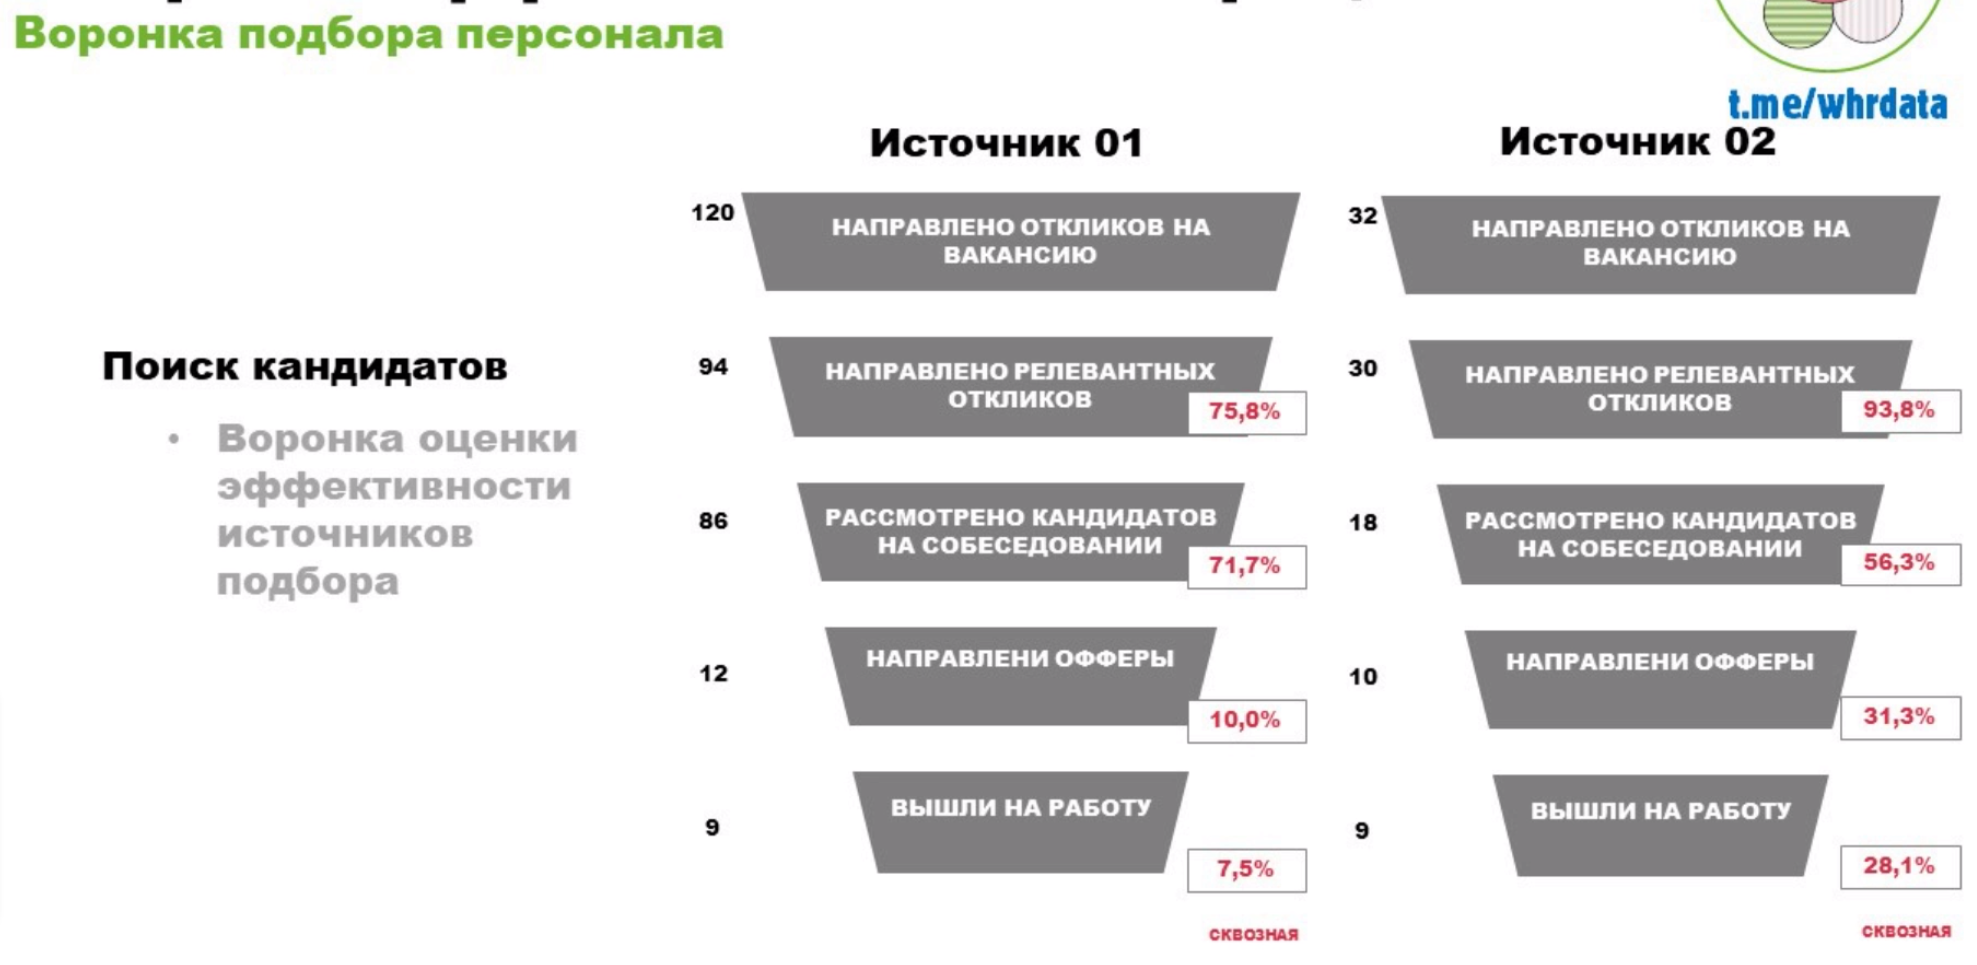 Воронка подбора персонала
t.me/whrdata
Поиск кандидатов
• Воронка оценки
эффективности
источников
подбора
Источник 01
120
НАПРАВЛЕНО ОТКЛИКОВ НА
ВАКАНСИЮ
94
НАПРАВЛЕНО РЕЛЕВАНТНЫХ
ОТКЛИКОВ
75,8%
86
РАССМОТРЕНО КАНДИДАТОВ
НА СОБЕСЕДОВАНИИ
71,7%
12
НАПРАВЛЕНИ ОФФЕРЫ
10,0%
9
ВЫШЛИ НА РАБОТУ
7,5%
СКВОЗНАЯ
Источник 02
32
НАПРАВЛЕНО ОТКЛИКОВ НА
ВАКАНСИЮ
30
НАПРАВЛЕНО РЕЛЕВАНТНЫХ
ОТКЛИКОВ
93,8%
18
РАССМОТРЕНО КАНДИДАТОВ
НА СОБЕСЕДОВАНИИ
56,3%
10
НАПРАВЛЕНИ ОФФЕРЫ
31,3%
9
ВЫШЛИ НА РАБОТУ
28,1%
СКВОЗНАЯ